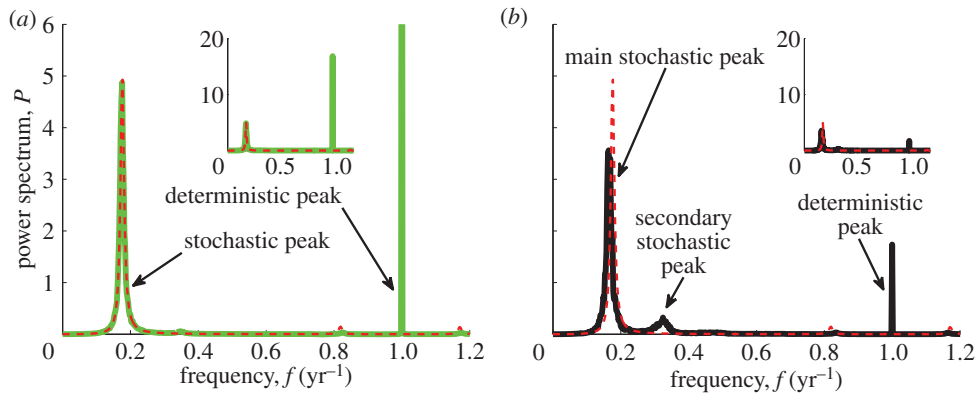 (a)
6
5
4
3
2
1
power spectrum, P
20
10
0
0.5
1.0
deterministic peak
stochastic peak
0.2
0.4
0.6
0.8
1.0
1.2
frequency, f (yr⁻¹)
(b)
main stochastic peak
20
10
0
0.5
1.0
secondary
stochastic
peak
deterministic
peak
0
0.2
0.4
0.6
0.8
1.0
1.2
frequency, f (yr⁻¹)